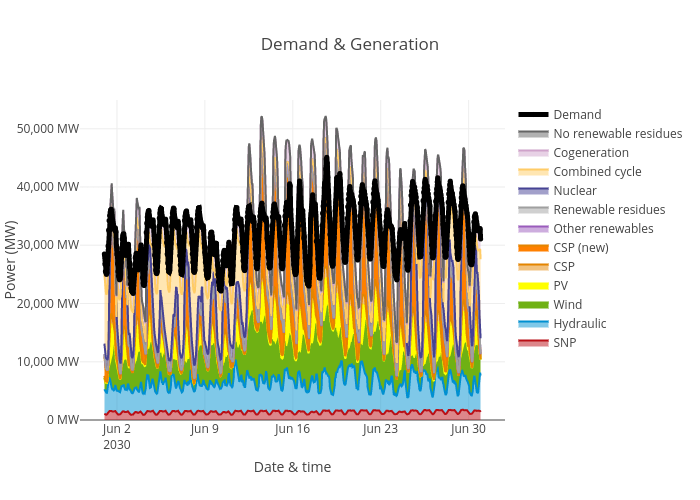 Demand & Generation
Power (MW)
50,000 MW
40,000 MW
30,000 MW
20,000 MW
10,000 MW
0 MW
Jun 2
2030
Jun 9
Jun 16
Jun 23
Jun 30
Date & time
Demand
No renewable residues
Cogeneration
Combined cycle
Nuclear
Renewable residues
Other renewables
CSP (new)
CSP
PV
Wind
Hydraulic
SNP